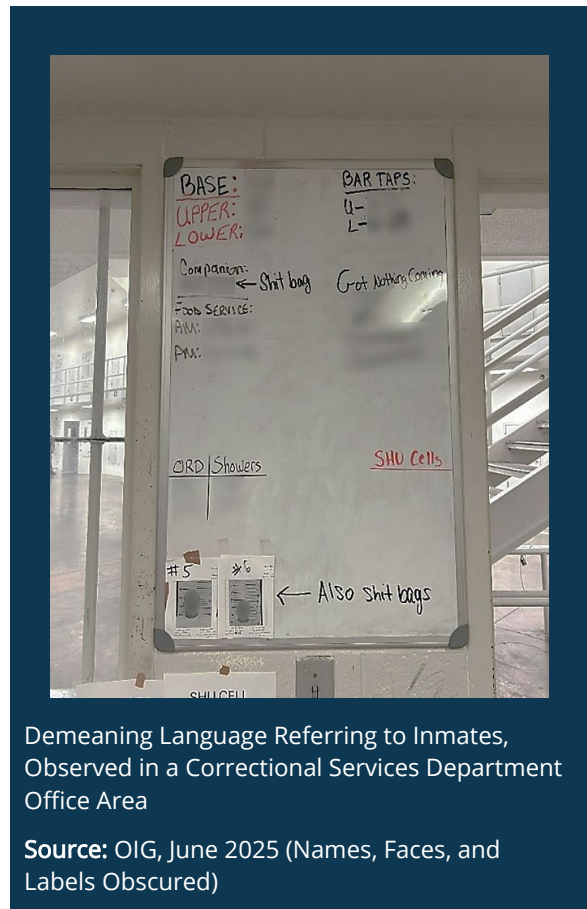 BASE:
BAR TAPS:
UPPER:
U-
LOWER:
L-
Companion:
← Shit bag
Got Nothing Coming
FOOD SERVICE:
AM:
PM:
ORD Showers
SHU Cells
#5
#6
← Also shit bags
SHU CELL
Demeaning Language Referring to Inmates,
Observed in a Correctional Services Department
Office Area
Source: OIG, June 2025 (Names, Faces, and
Labels Obscured)